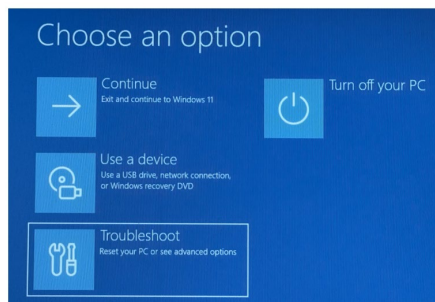 Choose an option
Continue
Exit and continue to Windows 11
Turn off your PC
Use a device
Use a USB drive, network connection,
or Windows recovery DVD
Troubleshoot
Reset your PC or see advanced options